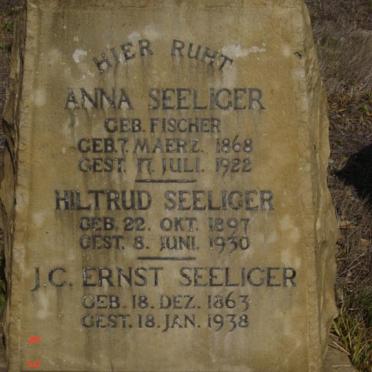 HIER RUHT
ANNA SEELIGER
GEB. FISCHER
GEB. 7. MAERZ. 1868
GEST. 17. JULI. 1922
HILTRUD SEELIGER
GEB. 22. OKT. 1897
GEST. 8. JUNI. 1930
J.C. ERNST SEELIGER
GEB. 18. DEZ. 1863
GEST. 18. JAN. 1938